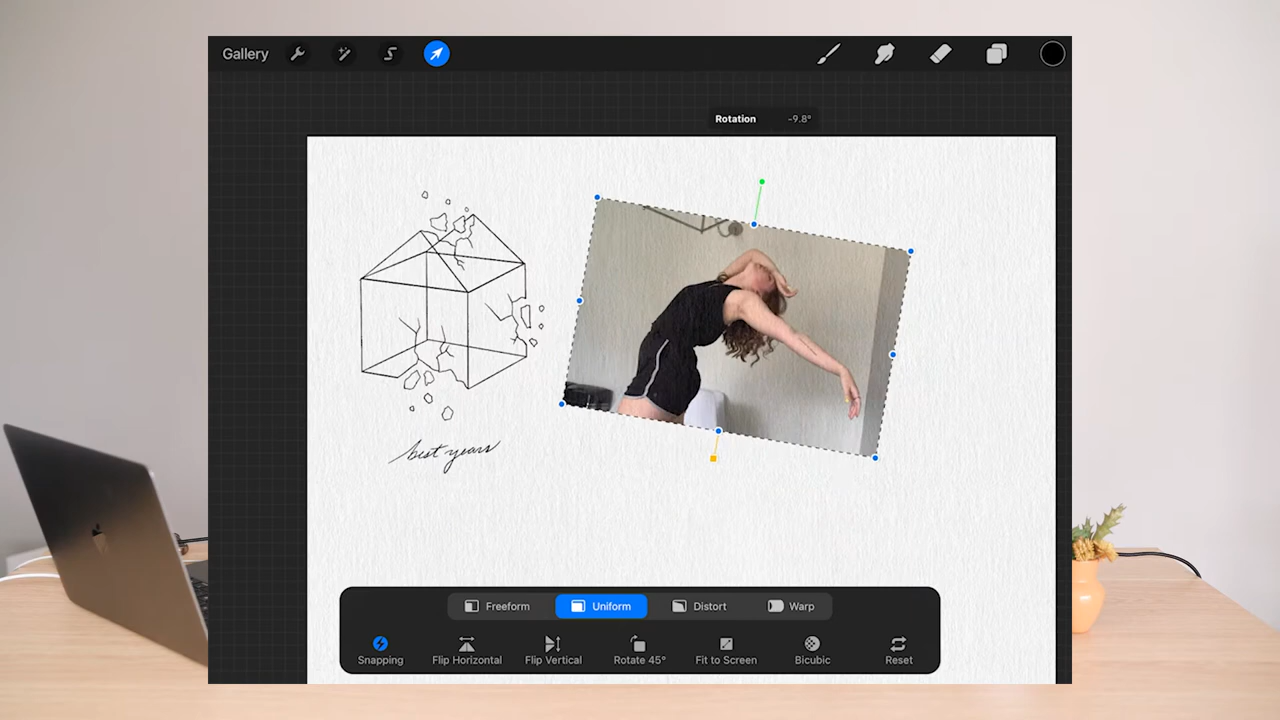 Gallery
Rotation -9.8°
best years
Freeform Uniform Distort Warp
Snapping Flip Horizontal Flip Vertical Rotate 45° Fit to Screen Bicubic Reset